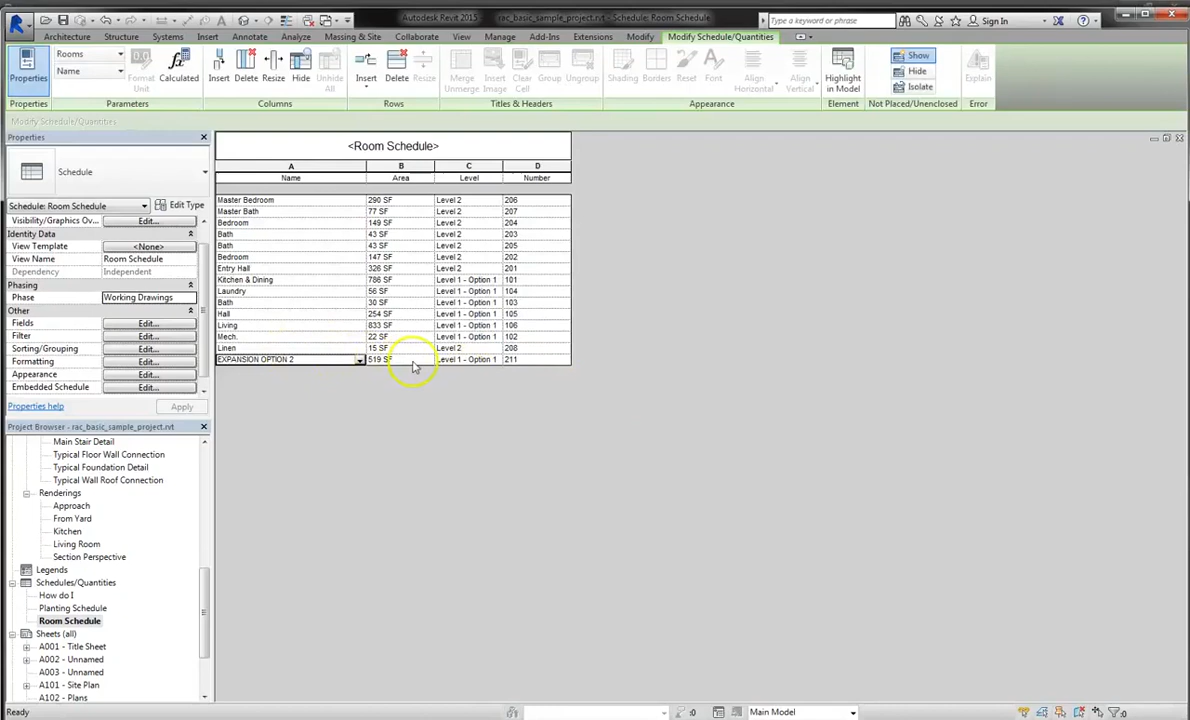 Autodesk Revit 2015 - rac_basic_sample_project.rvt - Schedule: Room Schedule
Type a keyword or phrase
Sign In
Architecture Structure Systems Insert Annotate Analyze Massing & Site Collaborate View Manage Add-Ins Extensions Modify Modify Schedule/Quantities
Properties
Rooms
Name
Format Unit
Calculated
Insert Delete Resize Hide Unhide All
Insert Delete Resize
Merge Unmerge
Insert Image
Clear Cell
Group Ungroup
Shading Borders Reset Font
Align Horizontal
Align Vertical
Highlight in Model
Show
Hide
Isolate
Explain
Properties Parameters Columns Rows Titles & Headers Appearance Element Not Placed/Unenclosed Error
Modify Schedule/Quantities
Properties
Schedule
Schedule: Room Schedule Edit Type
Visibility/Graphics Ov... Edit...
Identity Data
View Template <None>
View Name Room Schedule
Dependency Independent
Phasing
Phase Working Drawings
Other
Fields Edit...
Filter Edit...
Sorting/Grouping Edit...
Formatting Edit...
Appearance Edit...
Embedded Schedule Edit...
Properties help Apply
Project Browser - rac_basic_sample_project.rvt
Main Stair Detail
Typical Floor Wall Connection
Typical Foundation Detail
Typical Wall Roof Connection
Renderings
Approach
From Yard
Kitchen
Living Room
Section Perspective
Legends
Schedules/Quantities
How do I
Planting Schedule
Room Schedule
Sheets (all)
A001 - Title Sheet
A002 - Unnamed
A003 - Unnamed
A101 - Site Plan
A102 - Plans
<Room Schedule>
A B C D
Name Area Level Number
Master Bedroom 290 SF Level 2 206
Master Bath 77 SF Level 2 207
Bedroom 149 SF Level 2 204
Bath 43 SF Level 2 203
Bath 43 SF Level 2 205
Bedroom 147 SF Level 2 202
Entry Hall 326 SF Level 2 201
Kitchen & Dining 786 SF Level 1 - Option 1 101
Laundry 56 SF Level 1 - Option 1 104
Bath 30 SF Level 1 - Option 1 103
Hall 254 SF Level 1 - Option 1 105
Living 833 SF Level 1 - Option 1 106
Mech. 22 SF Level 1 - Option 1 102
Linen 15 SF Level 2 208
EXPANSION OPTION 2 519 SF Level 1 - Option 1 211
Ready
:0
Main Model
:0